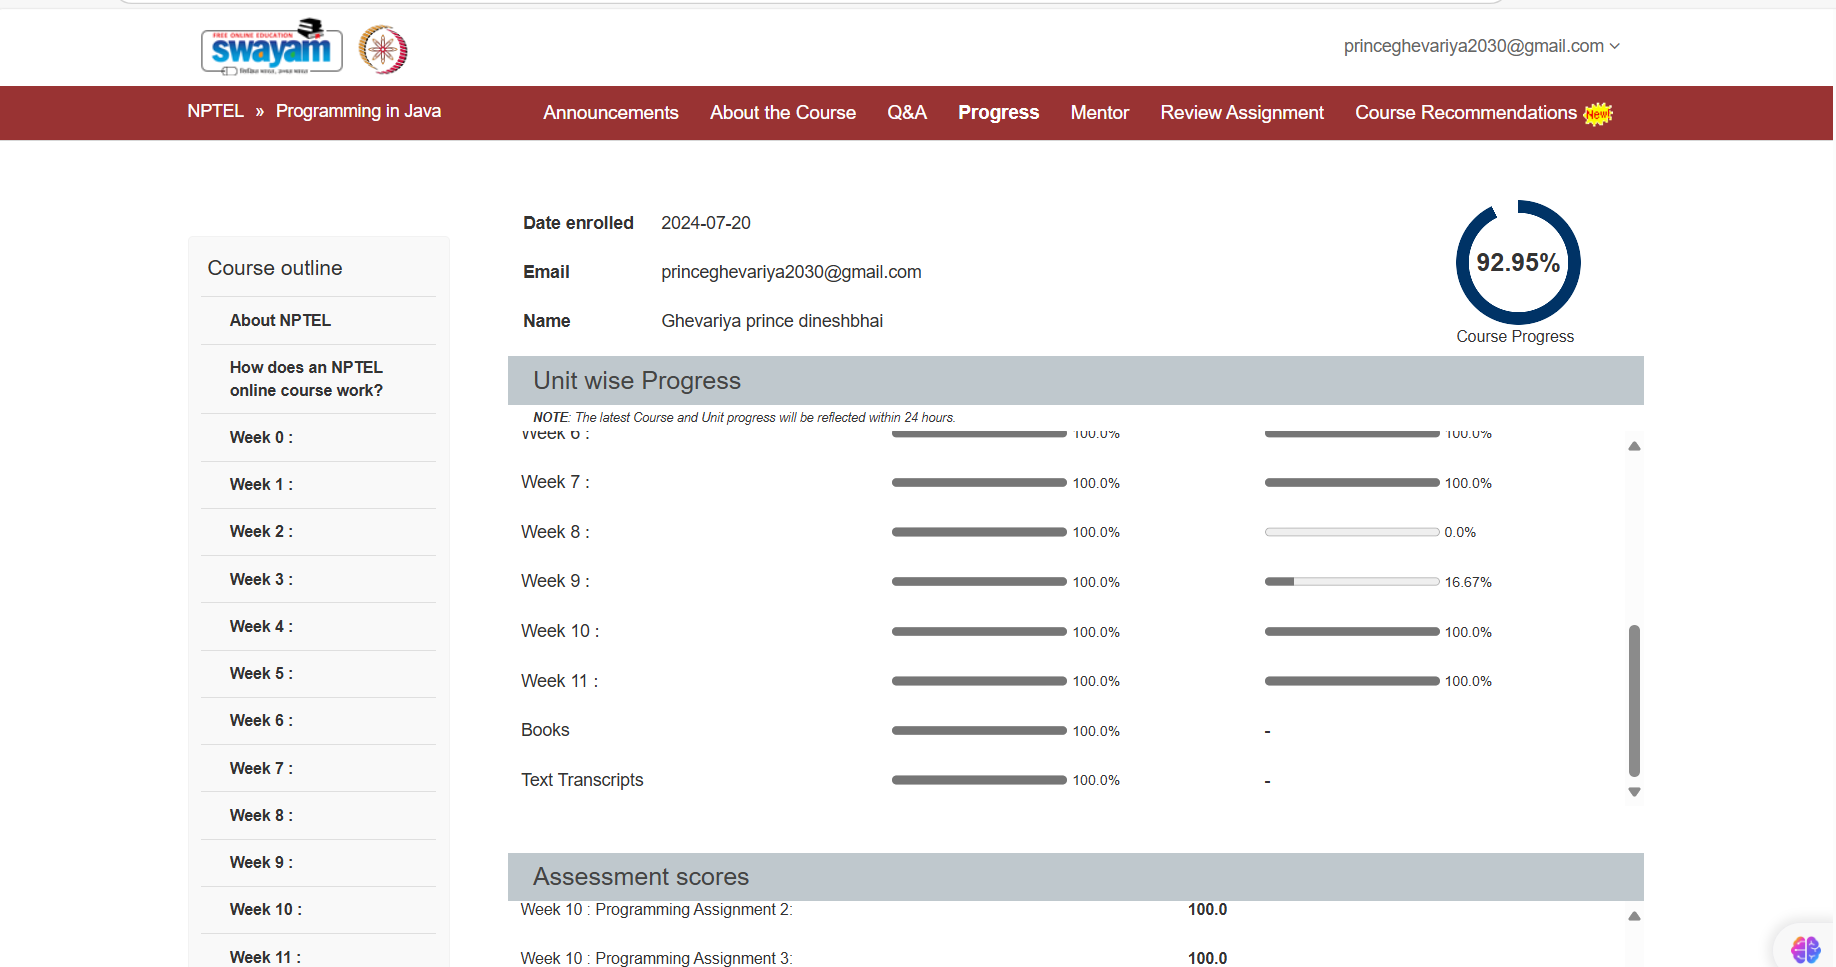 FREE ONLINE EDUCATION
swayam
princeghevariya2030@gmail.com
NPTEL » Programming in Java
Announcements
About the Course
Q&A
Progress
Mentor
Review Assignment
Course Recommendations New!
Course outline
About NPTEL
How does an NPTEL
online course work?
Week 0 :
Week 1 :
Week 2 :
Week 3 :
Week 4 :
Week 5 :
Week 6 :
Week 7 :
Week 8 :
Week 9 :
Week 10 :
Week 11 :
Date enrolled 2024-07-20
Email princeghevariya2030@gmail.com
Name Ghevariya prince dineshbhai
92.95%
Course Progress
Unit wise Progress
NOTE: The latest Course and Unit progress will be reflected within 24 hours.
Week 6 : 100.0% 100.0%
Week 7 : 100.0% 100.0%
Week 8 : 100.0% 0.0%
Week 9 : 100.0% 16.67%
Week 10 : 100.0% 100.0%
Week 11 : 100.0% 100.0%
Books 100.0% -
Text Transcripts 100.0% -
Assessment scores
Week 10 : Programming Assignment 2: 100.0
Week 10 : Programming Assignment 3: 100.0